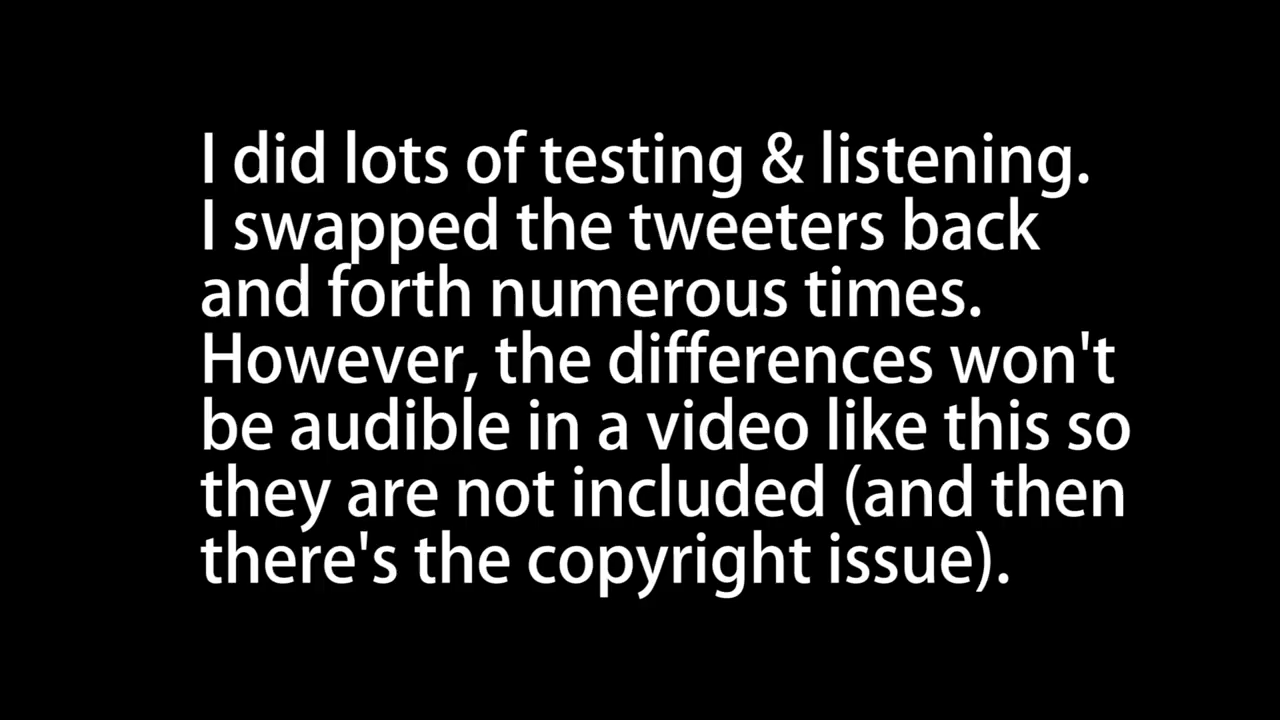 I did lots of testing & listening.
I swapped the tweeters back
and forth numerous times.
However, the differences won't
be audible in a video like this so
they are not included (and then
there's the copyright issue).